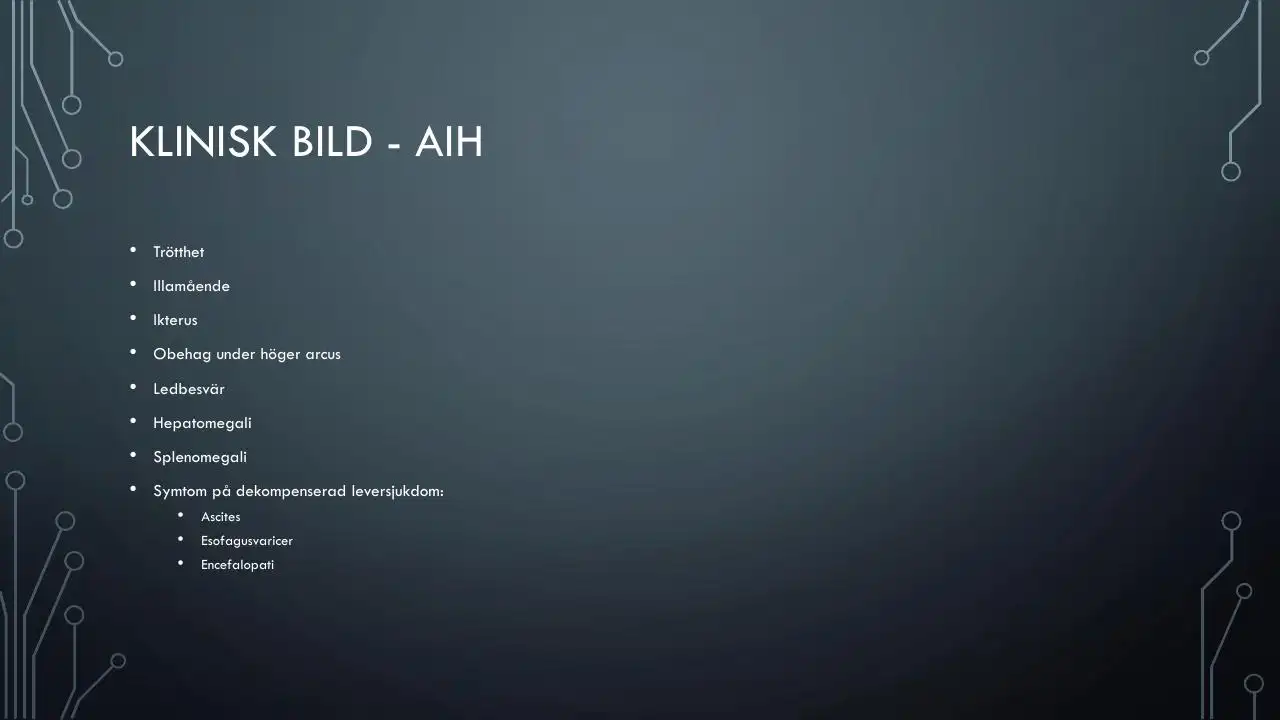 KLINISK BILD - AIH
• Trötthet
• Illamående
• Ikterus
• Obehag under höger arcus
• Ledbesvär
• Hepatomegali
• Splenomegali
• Symtom på dekompenserad leversjukdom:
• Ascites
• Esofagusvaricer
• Encefalopati